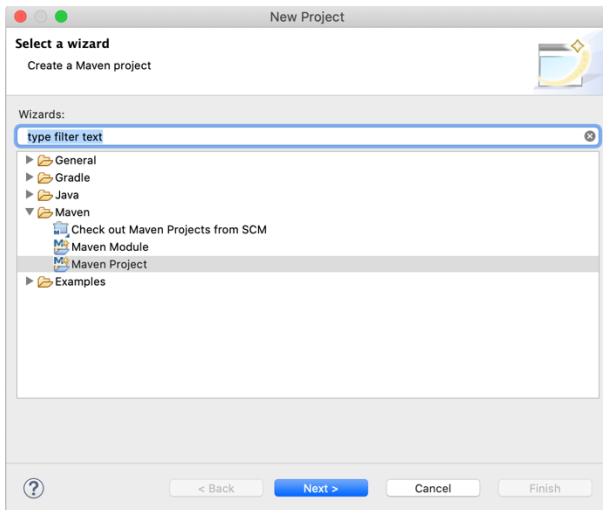 New Project
Select a wizard
Create a Maven project
Wizards:
type filter text
General
Gradle
Java
Maven
Check out Maven Projects from SCM
Maven Module
Maven Project
Examples
?
< Back
Next >
Cancel
Finish